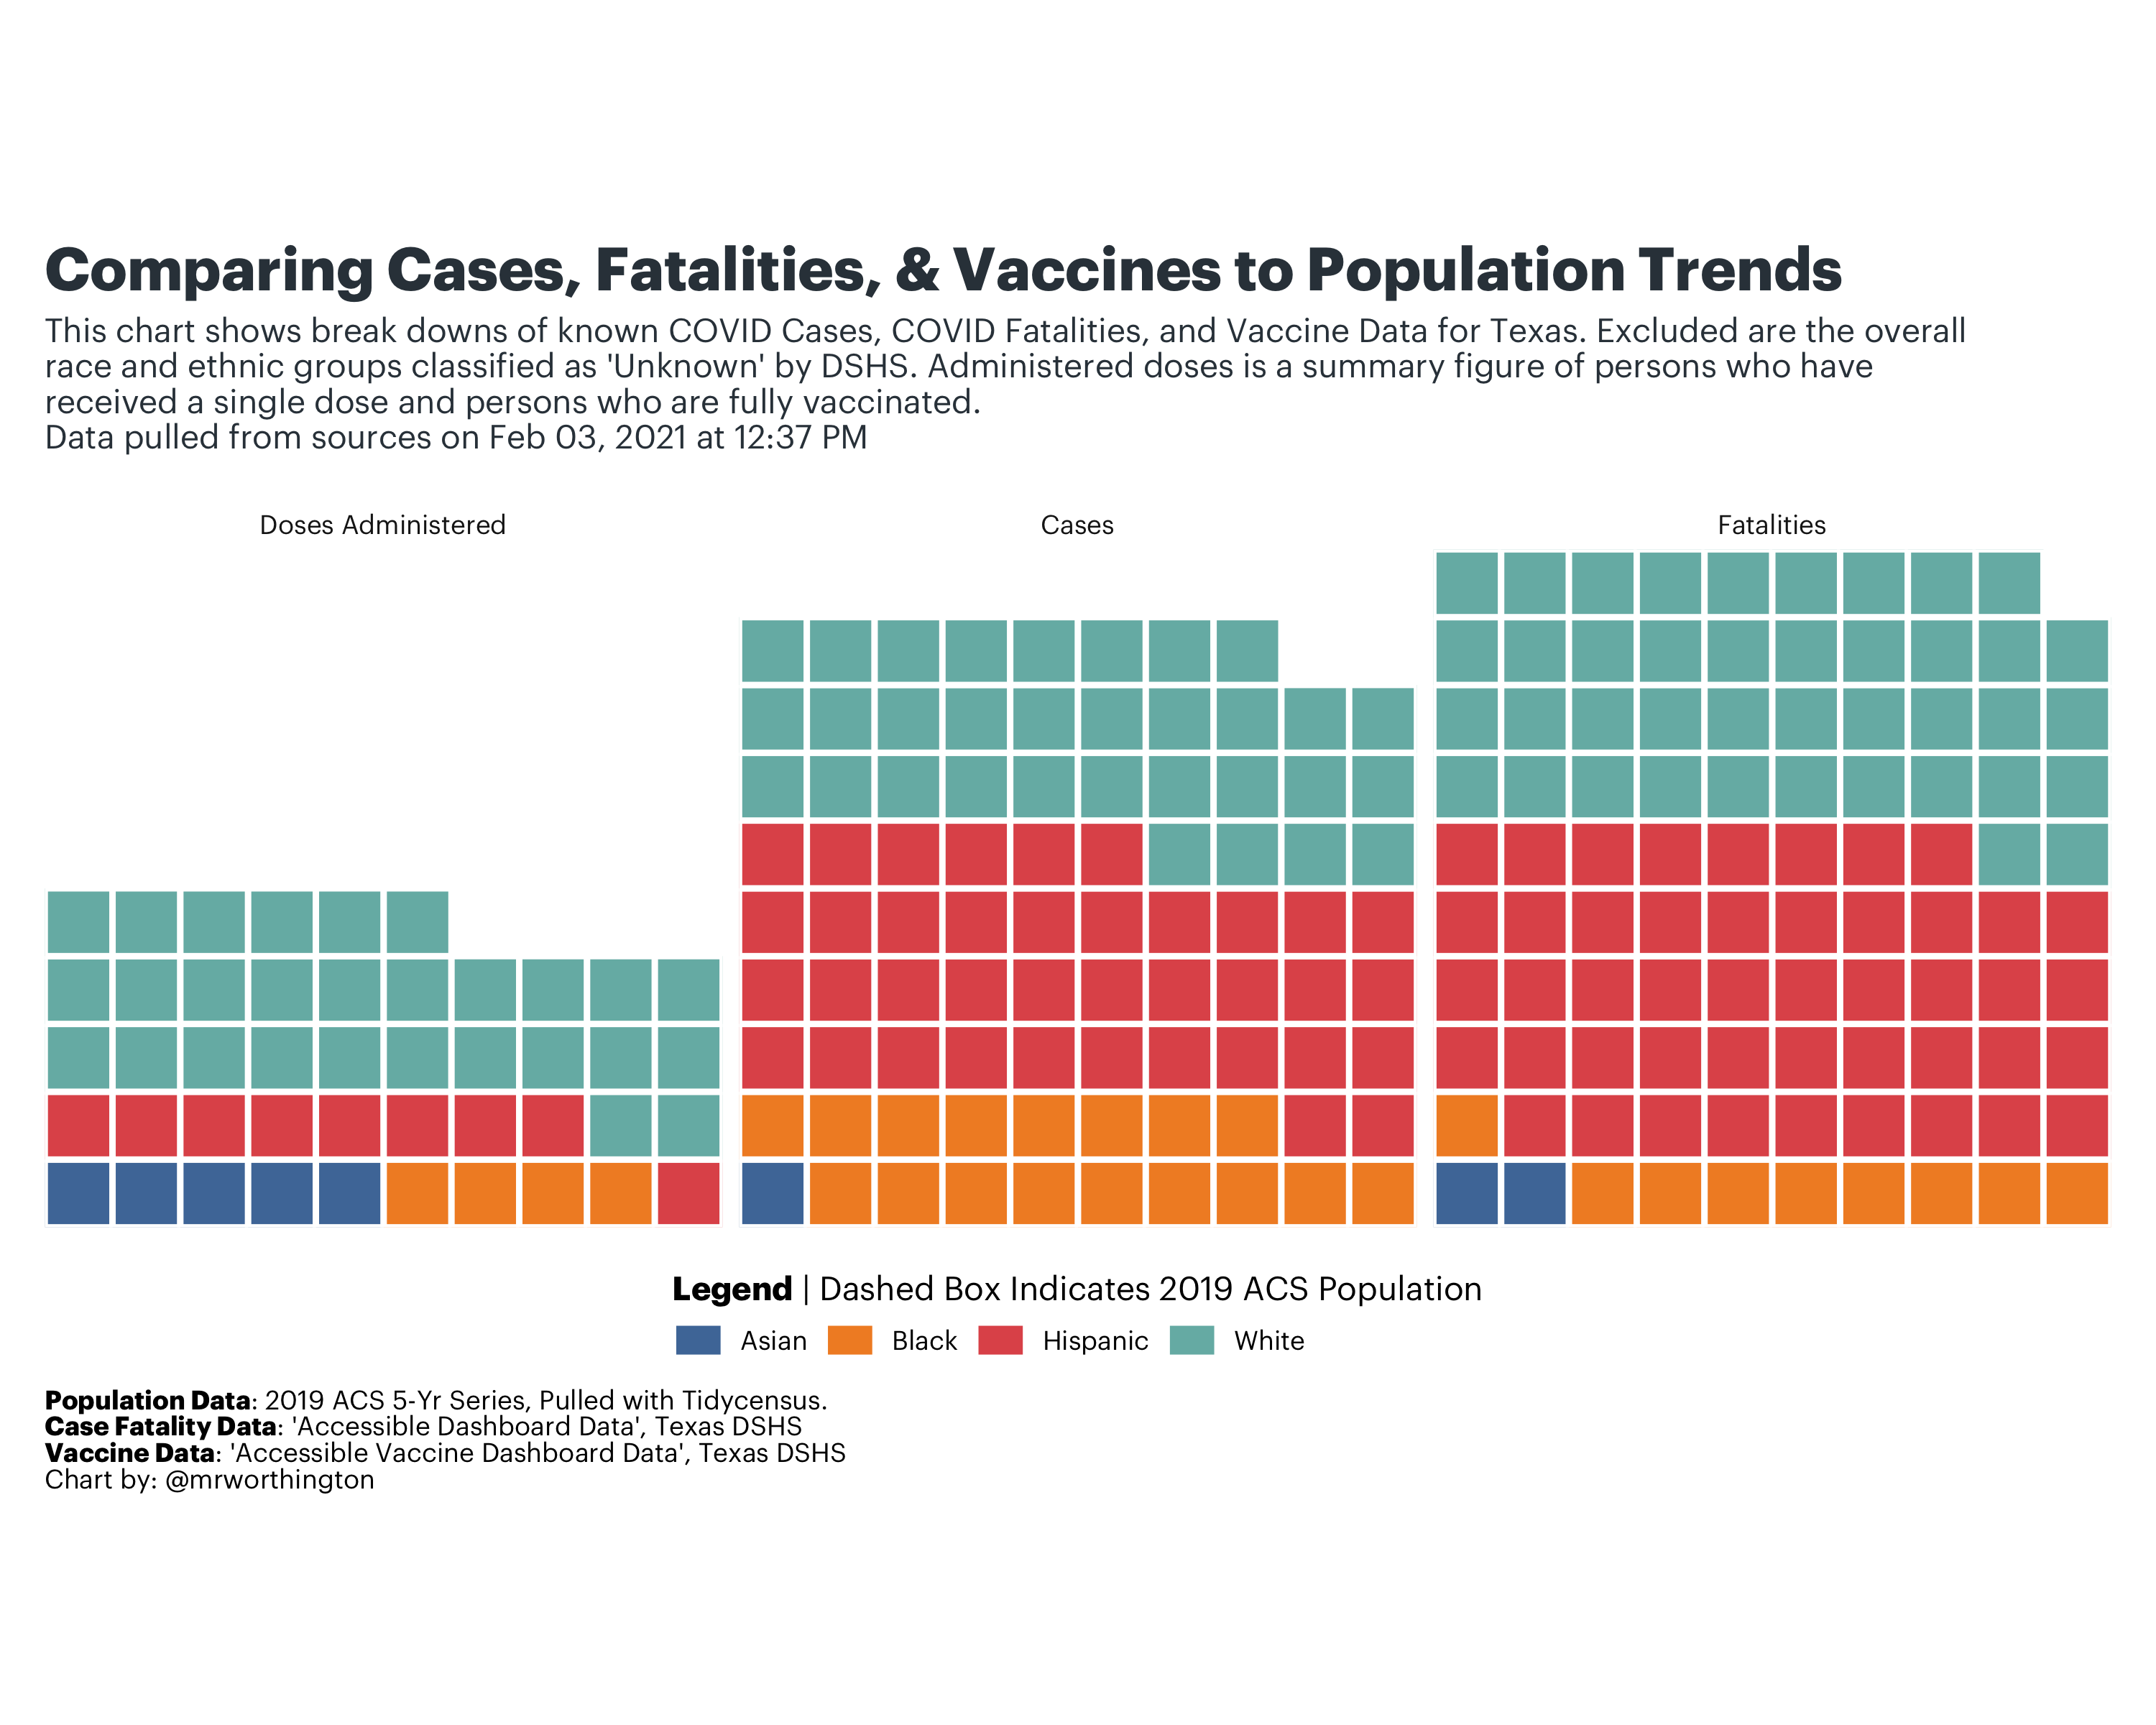 Comparing Cases, Fatalities, & Vaccines to Population Trends
This chart shows break downs of known COVID Cases, COVID Fatalities, and Vaccine Data for Texas. Excluded are the overall
race and ethnic groups classified as 'Unknown' by DSHS. Administered doses is a summary figure of persons who have
received a single dose and persons who are fully vaccinated.
Data pulled from sources on Feb 03, 2021 at 12:37 PM
Doses Administered
Cases
Fatalities
Legend | Dashed Box Indicates 2019 ACS Population
Asian Black Hispanic White
Population Data: 2019 ACS 5-Yr Series, Pulled with Tidycensus.
Case Fatality Data: 'Accessible Dashboard Data', Texas DSHS
Vaccine Data: 'Accessible Vaccine Dashboard Data', Texas DSHS
Chart by: @mrworthington